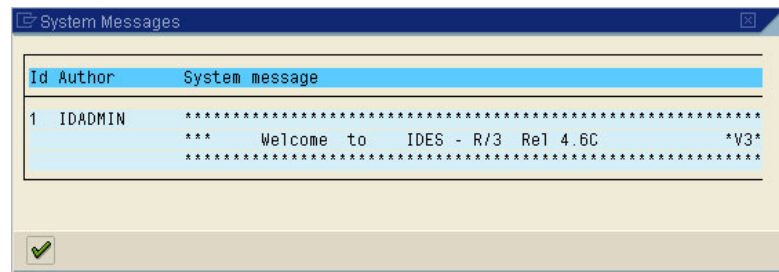 System Messages
Id Author System message
1 IDADMIN ***********************************************************
*** Welcome to IDES - R/3 Rel 4.6C *V3*
***********************************************************